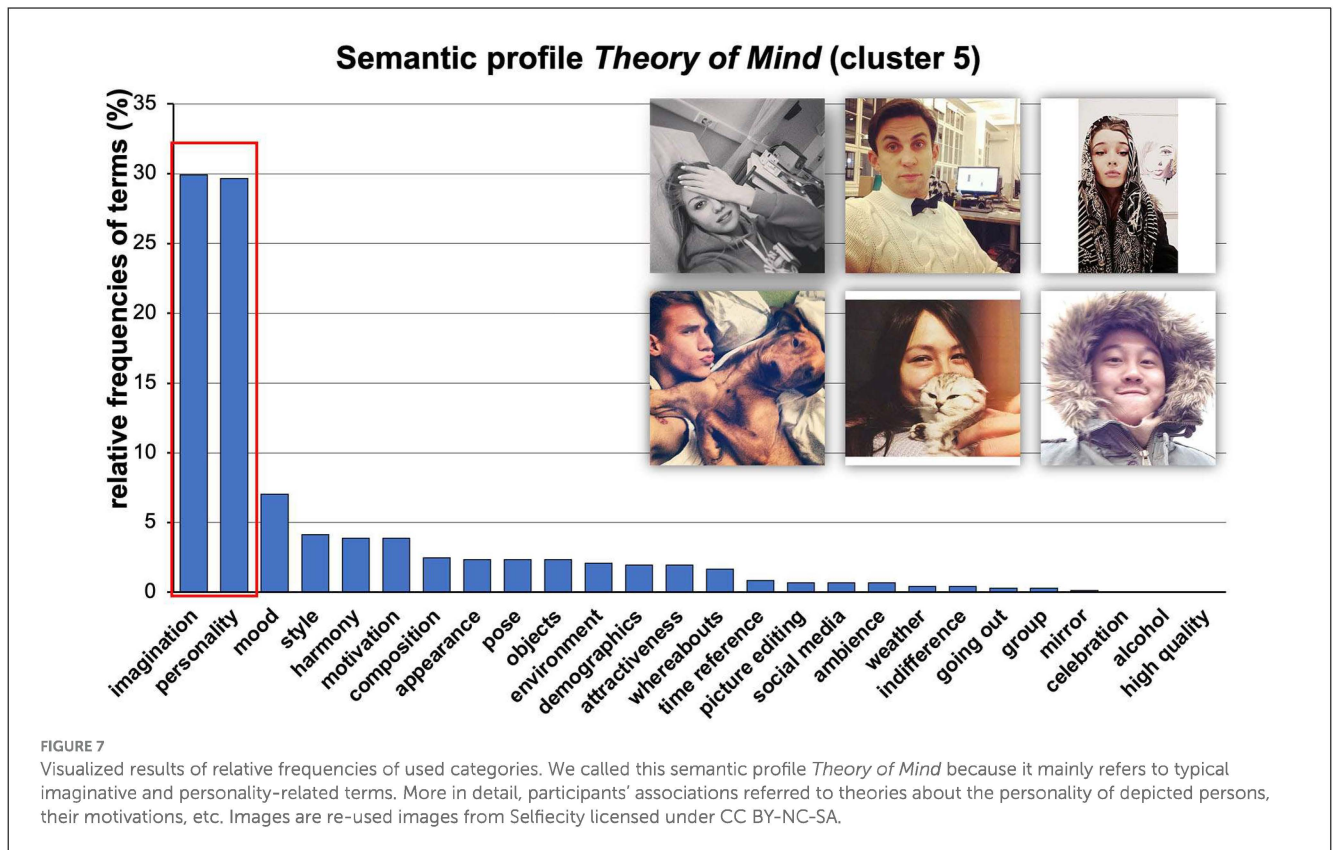 Semantic profile Theory of Mind (cluster 5)
relative frequencies of terms (%)
35
30
25
20
15
10
5
0
imagination
personality
mood
style
harmony
motivation
composition
appearance
pose
objects
environment
demographics
attractiveness
whereabouts
time reference
picture editing
social media
ambience
weather
indifference
going out
group
mirror
celebration
alcohol
high quality
FIGURE 7
Visualized results of relative frequencies of used categories. We called this semantic profile Theory of Mind because it mainly refers to typical
imaginative and personality-related terms. More in detail, participants’ associations referred to theories about the personality of depicted persons,
their motivations, etc. Images are re-used images from Selfiecity licensed under CC BY-NC-SA.